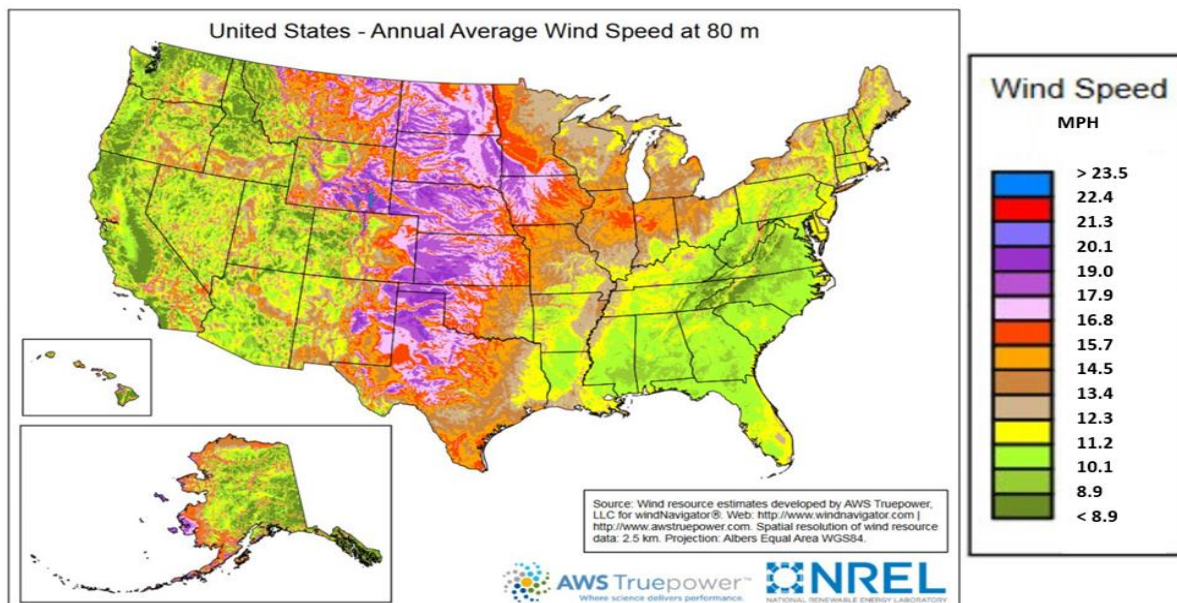 United States - Annual Average Wind Speed at 80 m
Source: Wind resource estimates developed by AWS Truepower,
LLC for windNavigator®. Web: http://www.windnavigator.com |
http://www.awstruepower.com. Spatial resolution of wind resource
data: 2.5 km. Projection: Albers Equal Area WGS84.
AWS Truepower™
Where science delivers performance.
NREL
NATIONAL RENEWABLE ENERGY LABORATORY
Wind Speed
MPH
> 23.5
22.4
21.3
20.1
19.0
17.9
16.8
15.7
14.5
13.4
12.3
11.2
10.1
8.9
< 8.9